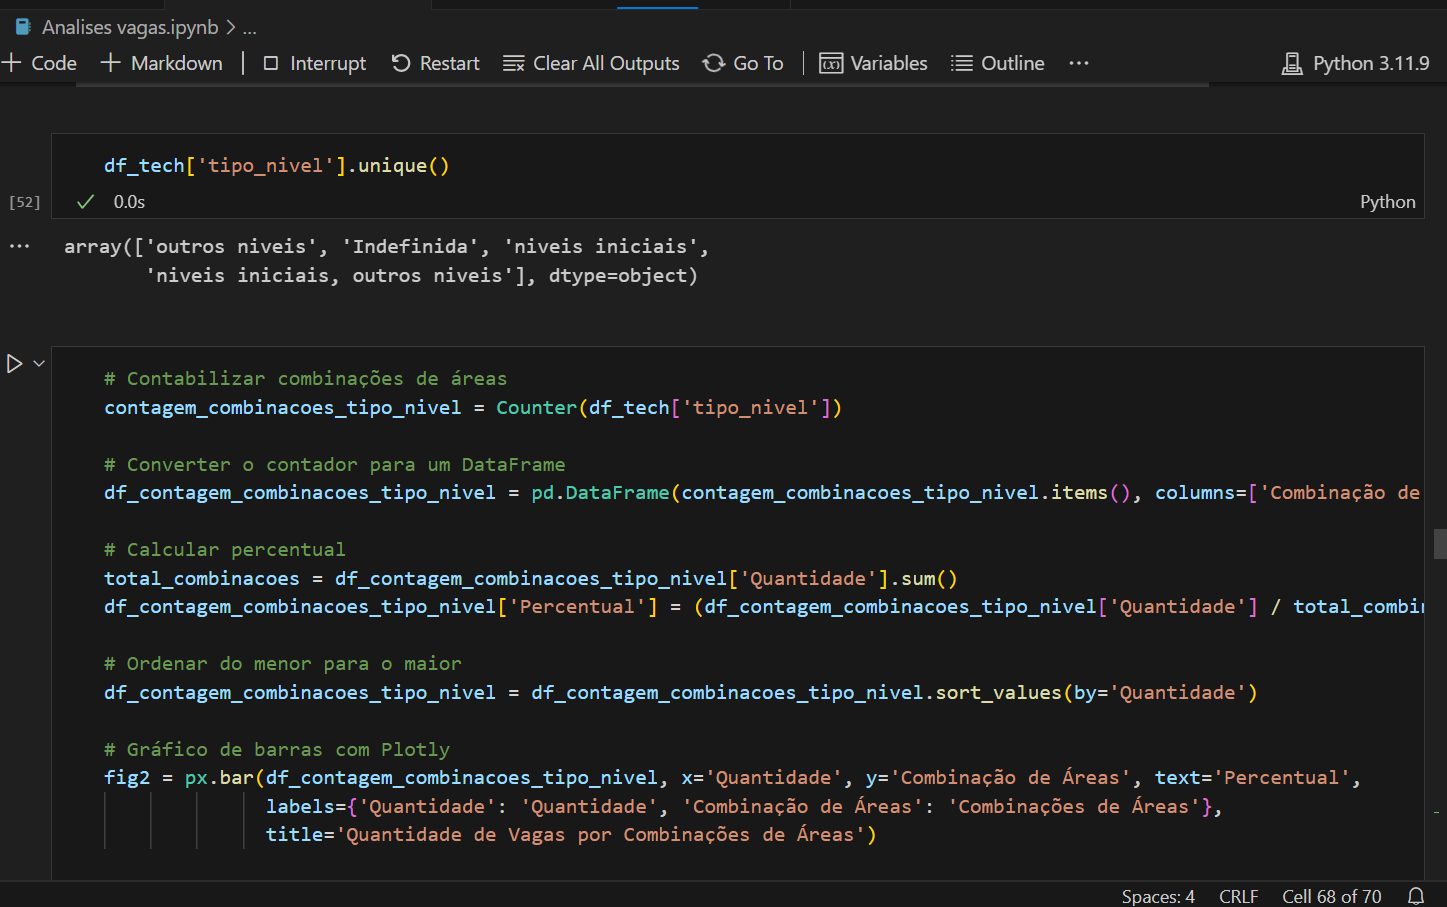 Analises vagas.ipynb > ...
+ Code + Markdown | Interrupt Restart Clear All Outputs Go To | Variables Outline ... Python 3.11.9
df_tech['tipo_nivel'].unique()
[52] 0.0s Python
... array(['outros niveis', 'Indefinida', 'niveis iniciais',
'niveis iniciais, outros niveis'], dtype=object)
# Contabilizar combinações de áreas
contagem_combinacoes_tipo_nivel = Counter(df_tech['tipo_nivel'])
# Converter o contador para um DataFrame
df_contagem_combinacoes_tipo_nivel = pd.DataFrame(contagem_combinacoes_tipo_nivel.items(), columns=['Combinação de
# Calcular percentual
total_combinacoes = df_contagem_combinacoes_tipo_nivel['Quantidade'].sum()
df_contagem_combinacoes_tipo_nivel['Percentual'] = (df_contagem_combinacoes_tipo_nivel['Quantidade'] / total_combi
# Ordenar do menor para o maior
df_contagem_combinacoes_tipo_nivel = df_contagem_combinacoes_tipo_nivel.sort_values(by='Quantidade')
# Gráfico de barras com Plotly
fig2 = px.bar(df_contagem_combinacoes_tipo_nivel, x='Quantidade', y='Combinação de Áreas', text='Percentual',
labels={'Quantidade': 'Quantidade', 'Combinação de Áreas': 'Combinações de Áreas'},
title='Quantidade de Vagas por Combinações de Áreas')
Spaces: 4 CRLF Cell 68 of 70